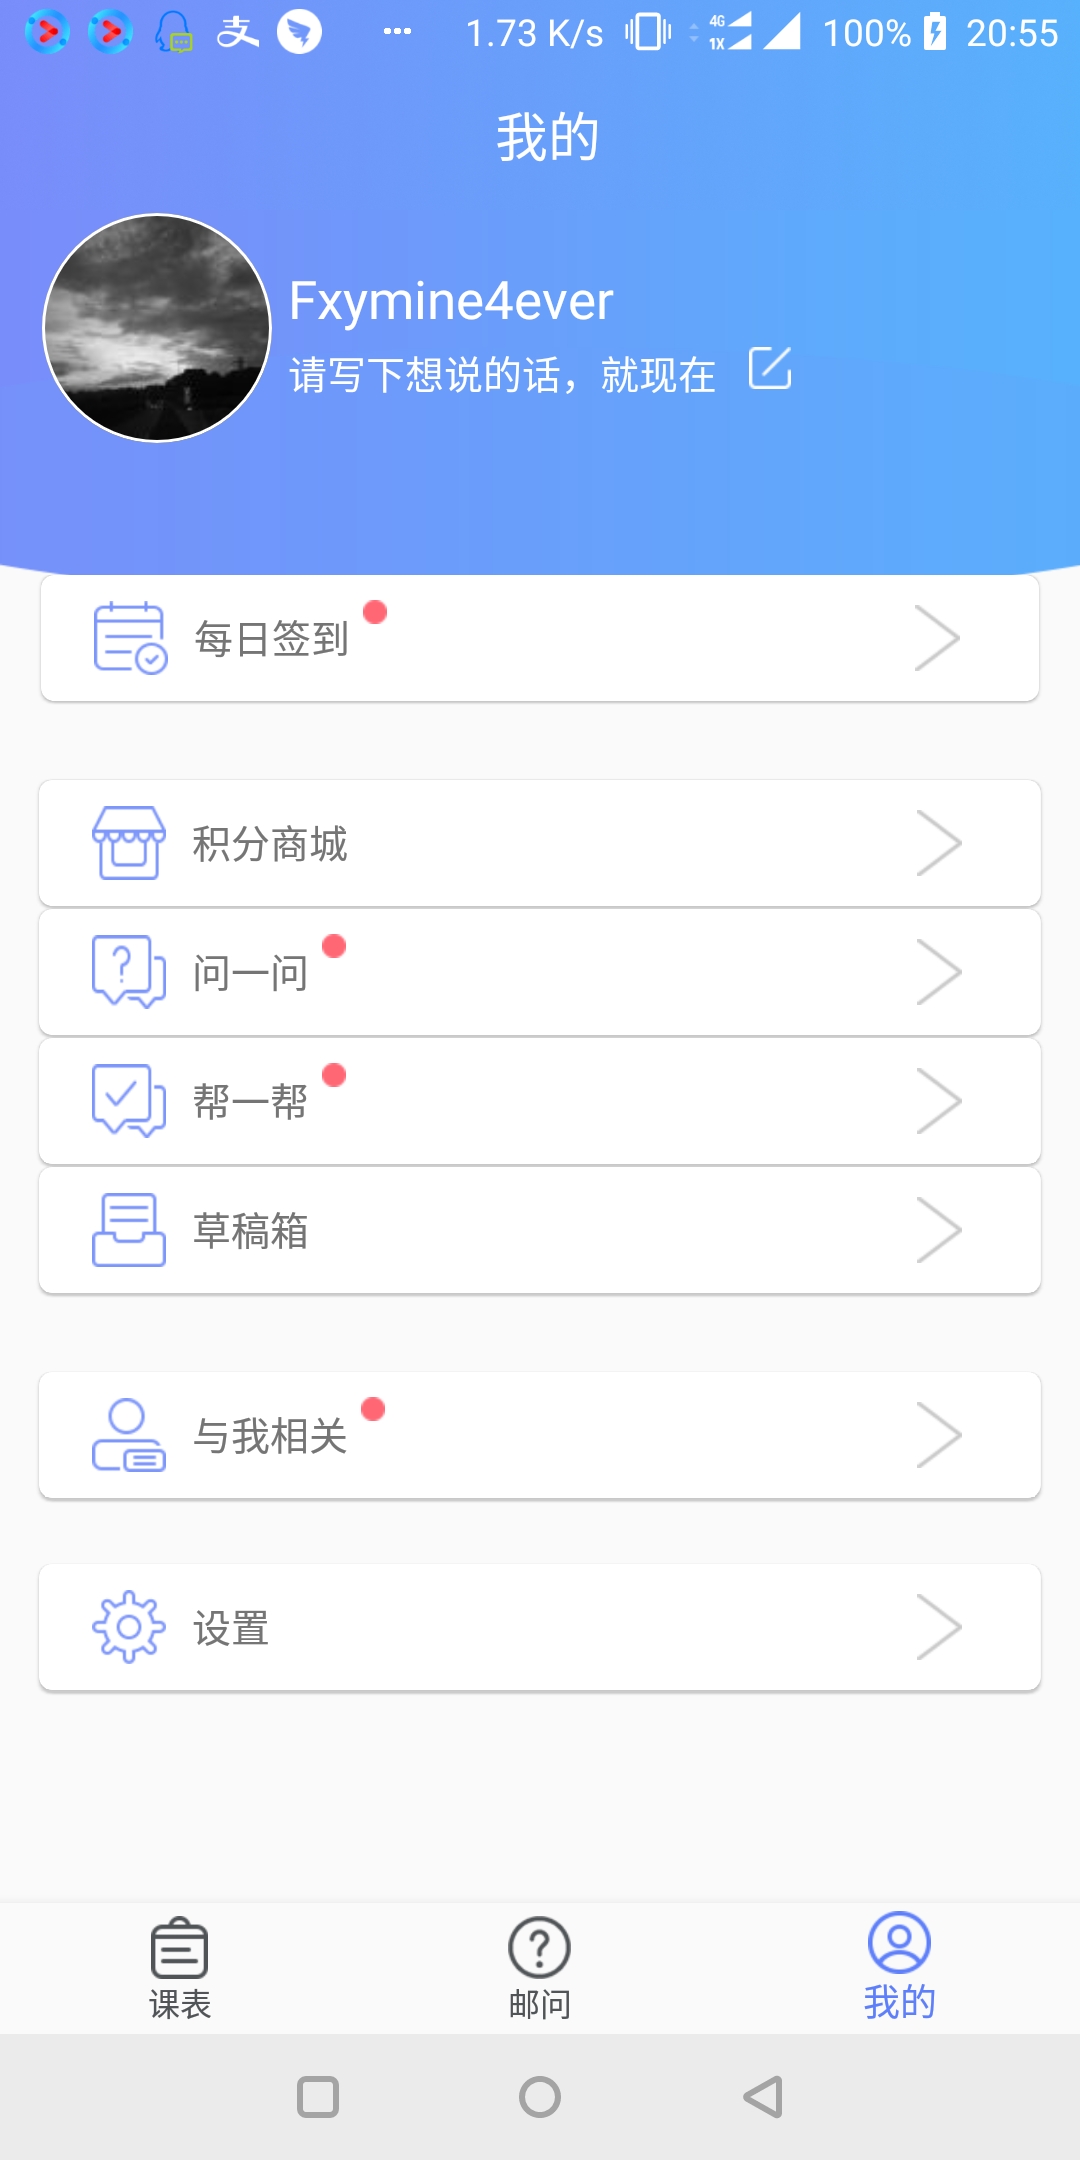 1.73 K/s 4G 1X 100% 20:55
我的
Fxymine4ever
请写下想说的话，就现在
每日签到
积分商城
问一问
帮一帮
草稿箱
与我相关
设置
课表 邮问 我的